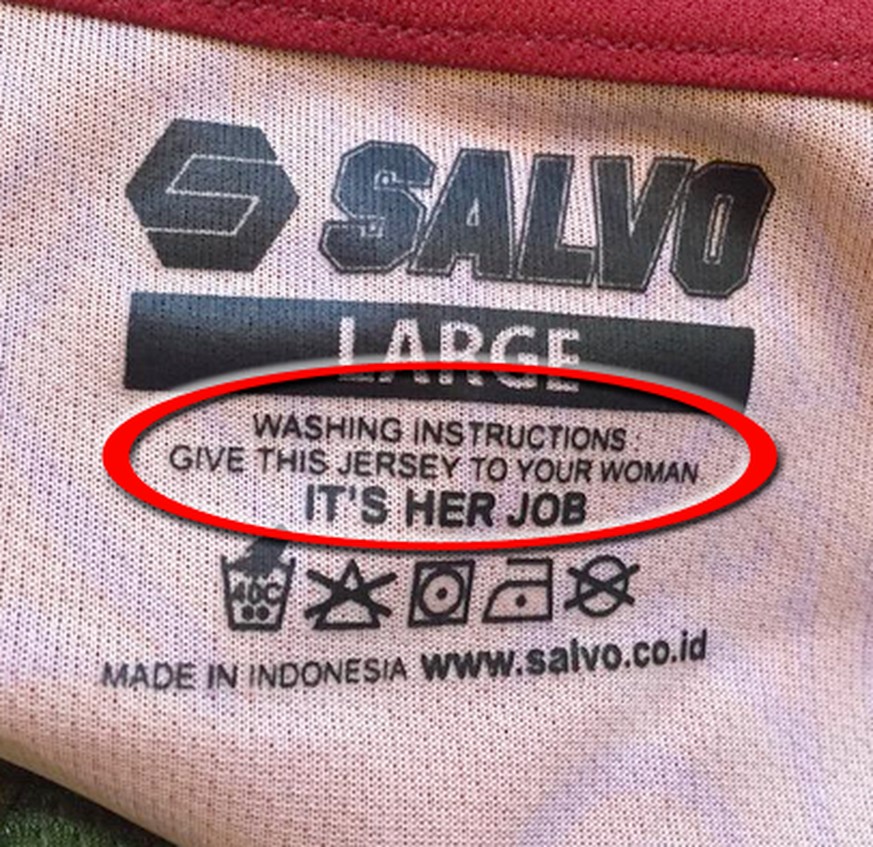 SALVO
LARGE
WASHING INSTRUCTIONS :
GIVE THIS JERSEY TO YOUR WOMAN.
IT'S HER JOB
40C
MADE IN INDONESIA www.salvo.co.id